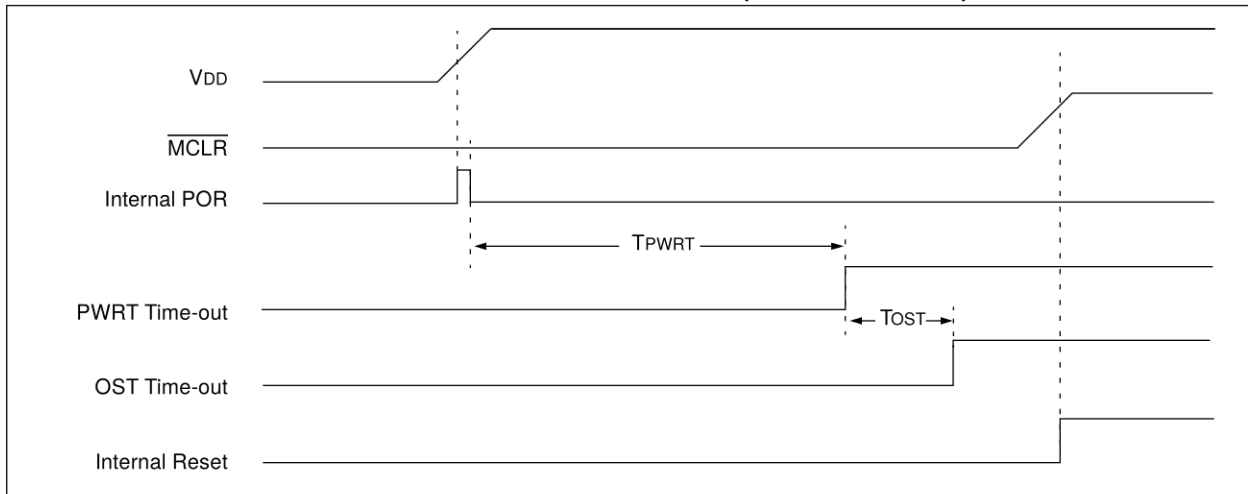 VDD
MCLR
Internal POR
TPWRT
PWRT Time-out
TOST
OST Time-out
Internal Reset